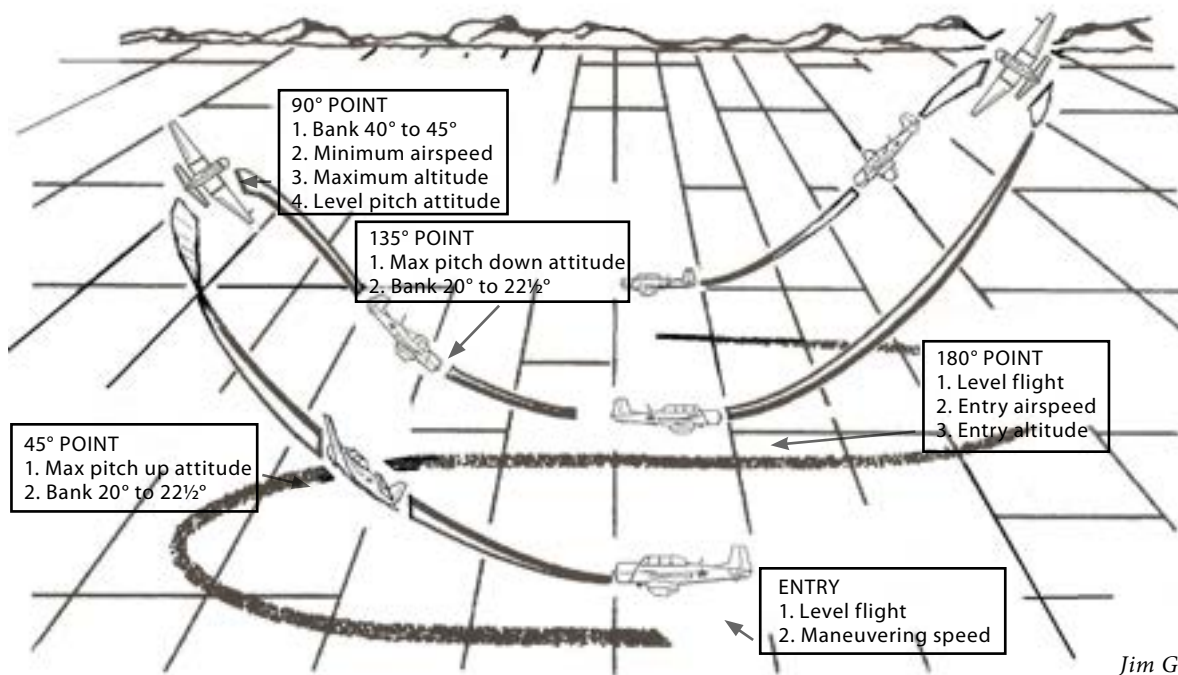 90° POINT
1. Bank 40° to 45°
2. Minimum airspeed
3. Maximum altitude
4. Level pitch attitude
135° POINT
1. Max pitch down attitude
2. Bank 20° to 22½°
180° POINT
1. Level flight
2. Entry airspeed
3. Entry altitude
45° POINT
1. Max pitch up attitude
2. Bank 20° to 22½°
ENTRY
1. Level flight
2. Maneuvering speed
Jim G